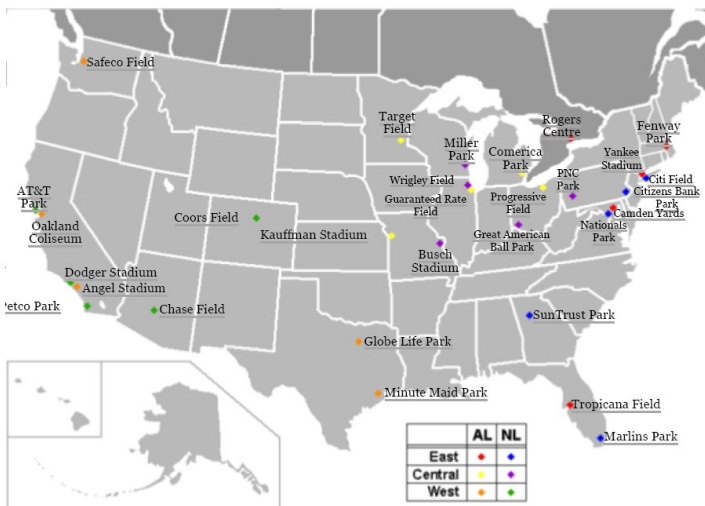 Safeco Field
Target
Field
Rogers
Centre
Fenway
Park
Miller
Park
Comerica
Park
Yankee
Stadium
AT&T
Park
Wrigley Field
PNC
Park
Citi Field
Guaranteed Rate
Field
Progressive
Field
Citizens Bank
Park
Oakland
Coliseum
Coors Field
Camden Yards
Kauffman Stadium
Great American
Ball Park
Nationals
Park
Busch
Stadium
Dodger Stadium
Angel Stadium
Petco Park
Chase Field
SunTrust Park
Globe Life Park
Minute Maid Park
Tropicana Field
Marlins Park
AL NL
East
Central
West